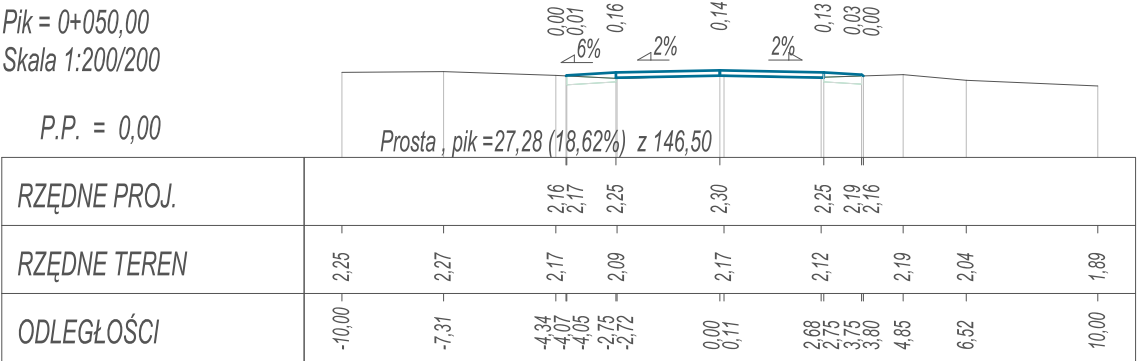 Pik = 0+050,00
Skala 1:200/200
0,00 0,01 0,16 0,14 0,13 0,03 0,00
6% 2% 2%
P.P. = 0,00
Prosta , pik =27,28 (18,62%) z 146,50
RZĘDNE PROJ. 2,16 2,17 2,25 2,30 2,25 2,19 2,16
RZĘDNE TEREN 2,25 2,27 2,17 2,09 2,17 2,12 2,19 2,04 1,89
ODLEGŁOŚCI -10,00 -7,31 -4,34 -4,07 -4,05 -2,75 -2,72 0,00 0,11 2,68 2,75 3,75 3,80 4,85 6,52 10,00